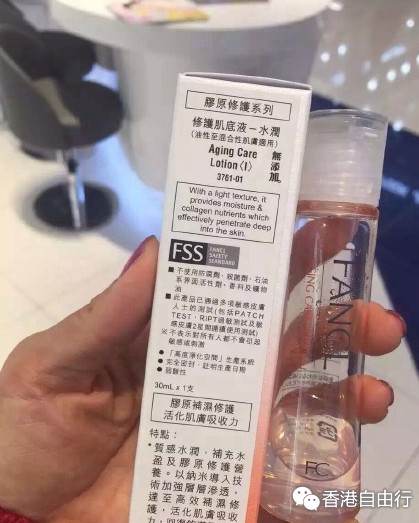 膠原修護系列
修護肌底液－水潤
(油性至混合性肌膚適用)
Aging Care
Lotion〈I〉
3761-01
無添加
With a light texture, it
provides moisture &
collagen nutrients which
effectively penetrate deep
into the skin.
FSS FANCL
SAFETY
STANDARD
■不使用防腐劑、殺菌劑、石油
系界面活性劑、香料及礦物
油
■此產品已通過多項敏感皮膚
人士的測試(包括PATCH
TEST、RIPT過敏測試及敏
感皮膚2星期連續使用測試)
※不表示對所有人都不會引起
敏感或刺激
●「高度淨化空間」生產系統
●完全密封、註明生產日期
●弱酸性
30mL x 1支
膠原補濕修護
活化肌膚吸收力
特點：
*質感水潤，補充水
盈及膠原修護營
養。以納米導入技
術加強層層滲透，
達至高效補濕修
護，活化肌膚吸收
FANCL
AGING CARE
FC
香港自由行